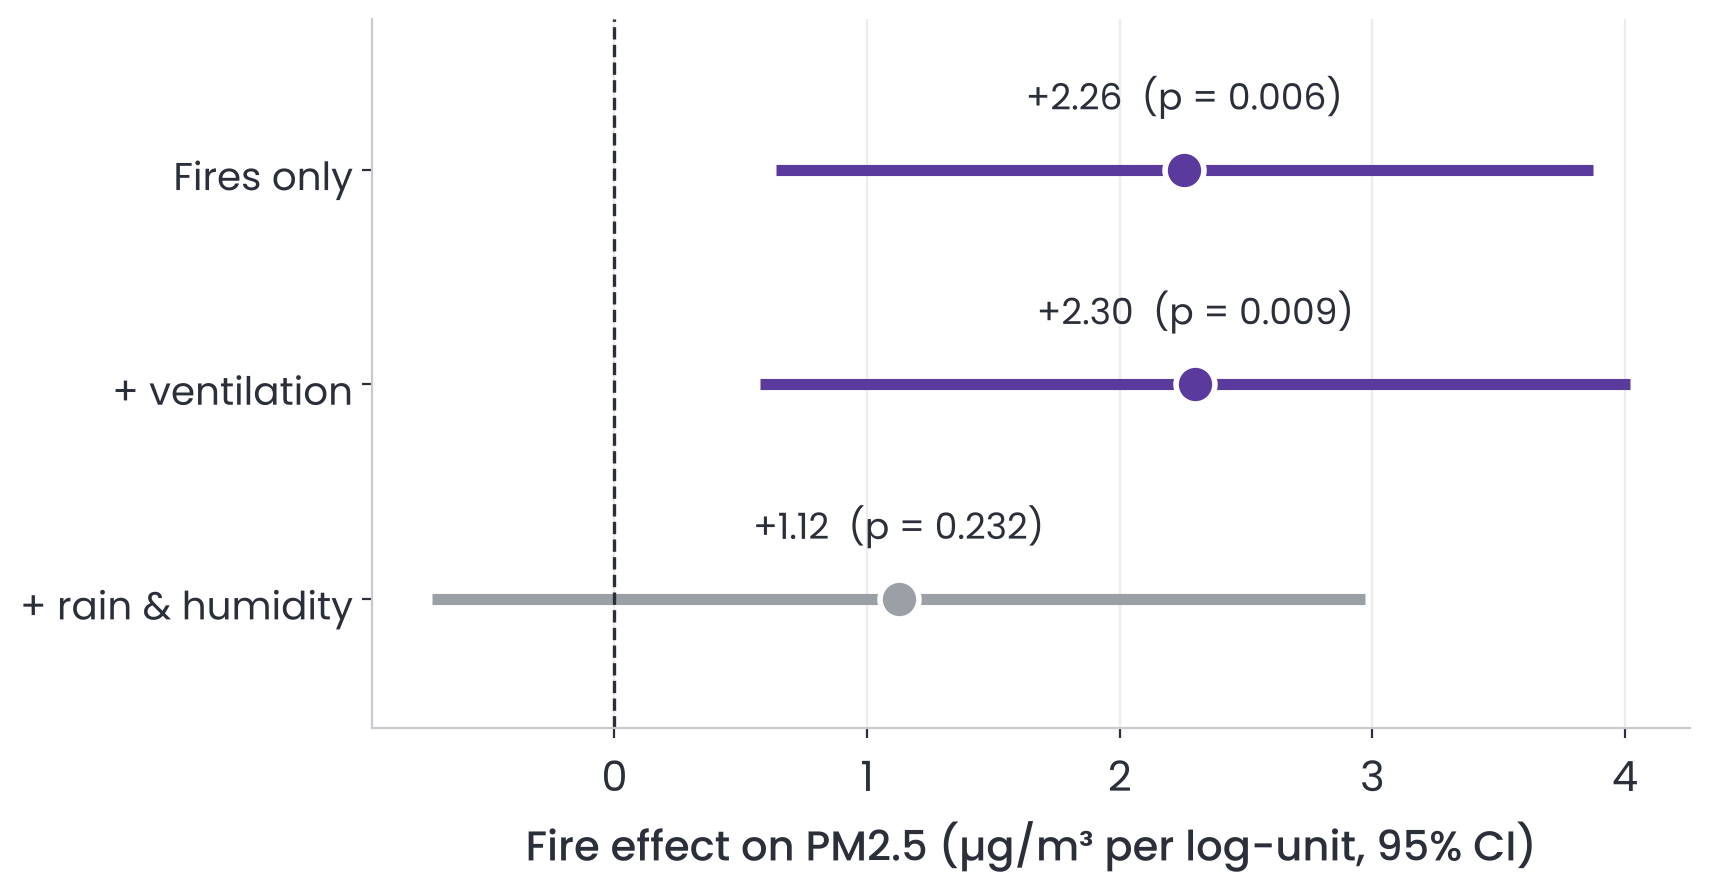 +2.26 (p = 0.006)
Fires only
+2.30 (p = 0.009)
+ ventilation
+1.12 (p = 0.232)
+ rain & humidity
0 1 2 3 4
Fire effect on PM2.5 (µg/m³ per log-unit, 95% CI)